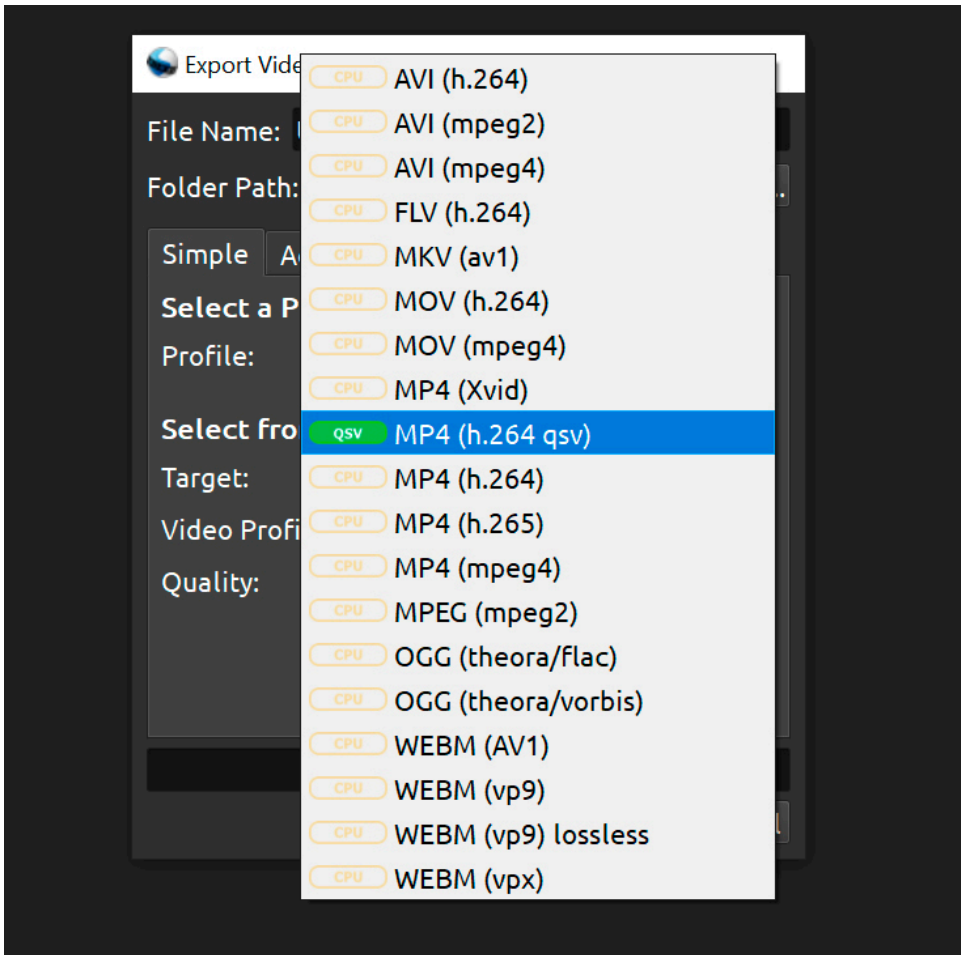 Export Vide
File Name:
Folder Path:
..
Simple
Select a P
Profile:
Select fro
Target:
Video Profi
Quality:
CPU AVI (h.264)
CPU AVI (mpeg2)
CPU AVI (mpeg4)
CPU FLV (h.264)
CPU MKV (av1)
CPU MOV (h.264)
CPU MOV (mpeg4)
CPU MP4 (Xvid)
QSV MP4 (h.264 qsv)
CPU MP4 (h.264)
CPU MP4 (h.265)
CPU MP4 (mpeg4)
CPU MPEG (mpeg2)
CPU OGG (theora/flac)
CPU OGG (theora/vorbis)
CPU WEBM (AV1)
CPU WEBM (vp9)
CPU WEBM (vp9) lossless
CPU WEBM (vpx)